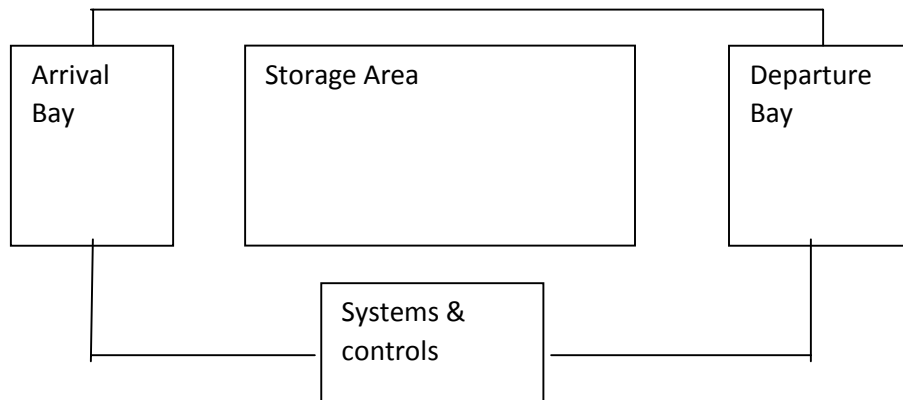 Arrival
Bay
Storage Area
Departure
Bay
Systems &
controls